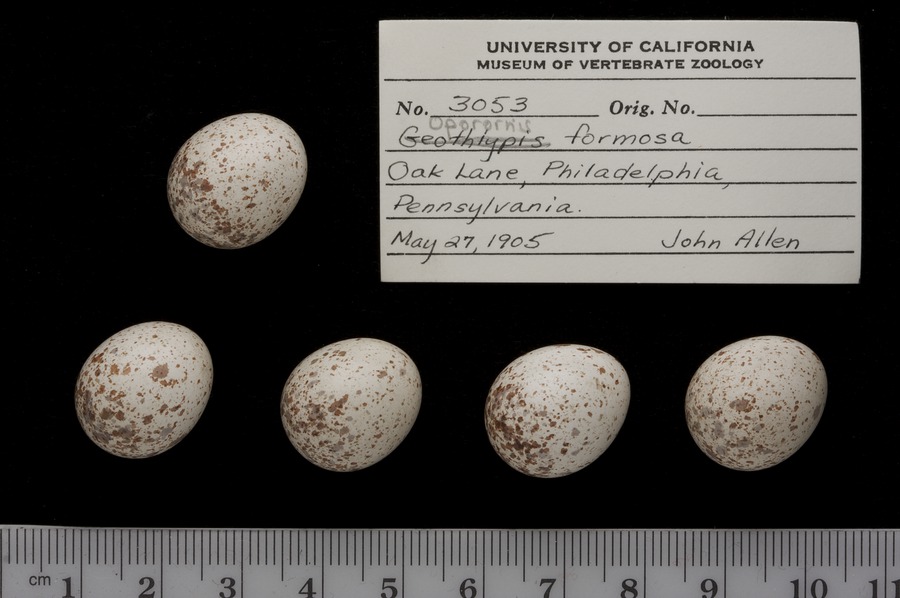 UNIVERSITY OF CALIFORNIA
MUSEUM OF VERTEBRATE ZOOLOGY
No. 3053 Orig. No.
Oporornis
Geothlypis formosa
Oak Lane, Philadelphia,
Pennsylvania.
May 27, 1905 John Allen
cm 1 2 3 4 5 6 7 8 9 10 11